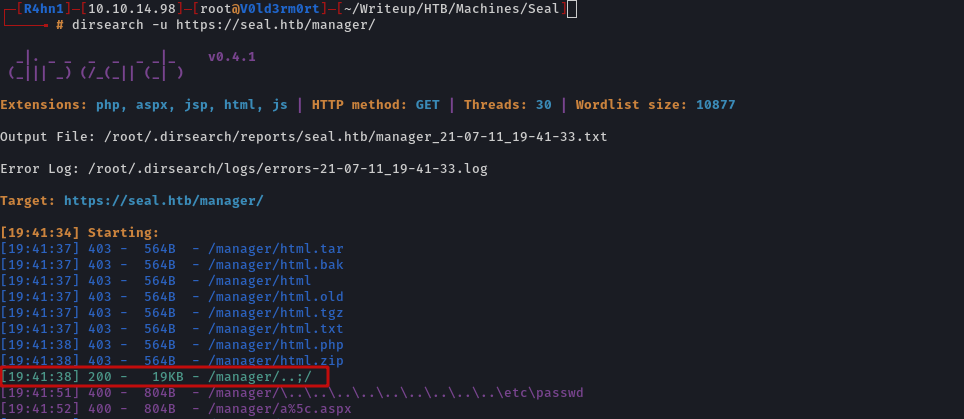 [R4hn1]-[10.10.14.98]-[root@V0ld3rm0rt]-[~/Writeup/HTB/Machines/Seal]
# dirsearch -u https://seal.htb/manager/
_|. _ _ _ _ _ _|_ v0.4.1
(_||| _) (/_(_|| (_| )
Extensions: php, aspx, jsp, html, js | HTTP method: GET | Threads: 30 | Wordlist size: 10877
Output File: /root/.dirsearch/reports/seal.htb/manager_21-07-11_19-41-33.txt
Error Log: /root/.dirsearch/logs/errors-21-07-11_19-41-33.log
Target: https://seal.htb/manager/
[19:41:34] Starting:
[19:41:37] 403 - 564B - /manager/html.tar
[19:41:37] 403 - 564B - /manager/html.bak
[19:41:37] 403 - 564B - /manager/html
[19:41:37] 403 - 564B - /manager/html.old
[19:41:37] 403 - 564B - /manager/html.tgz
[19:41:37] 403 - 564B - /manager/html.txt
[19:41:38] 403 - 564B - /manager/html.php
[19:41:38] 403 - 564B - /manager/html.zip
[19:41:38] 200 - 19KB - /manager/..;/
[19:41:51] 400 - 804B - /manager/\..\..\..\..\..\..\..\..\..\etc\passwd
[19:41:52] 400 - 804B - /manager/a%5c.aspx